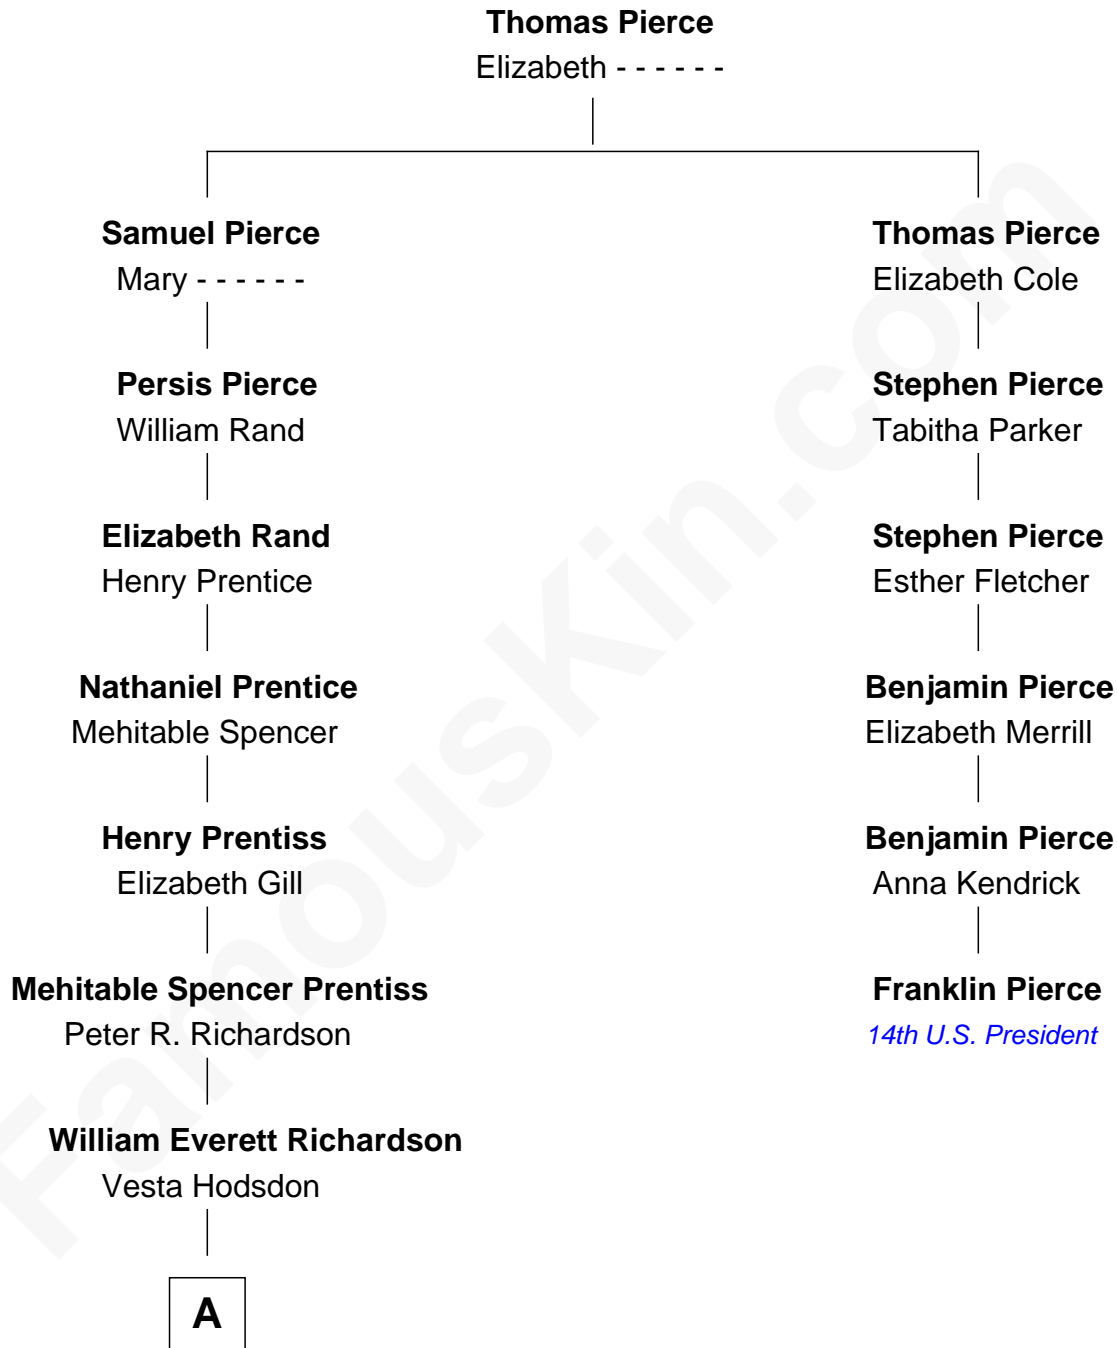 Thomas Pierce
Elizabeth - - - - - -
Samuel Pierce
Mary - - - - - -
Thomas Pierce
Elizabeth Cole
Persis Pierce
William Rand
Stephen Pierce
Tabitha Parker
Elizabeth Rand
Henry Prentice
Stephen Pierce
Esther Fletcher
Nathaniel Prentice
Mehitable Spencer
Benjamin Pierce
Elizabeth Merrill
Henry Prentiss
Elizabeth Gill
Benjamin Pierce
Anna Kendrick
Mehitable Spencer Prentiss
Peter R. Richardson
Franklin Pierce
14th U.S. President
William Everett Richardson
Vesta Hodsdon
A
FamousKin.com